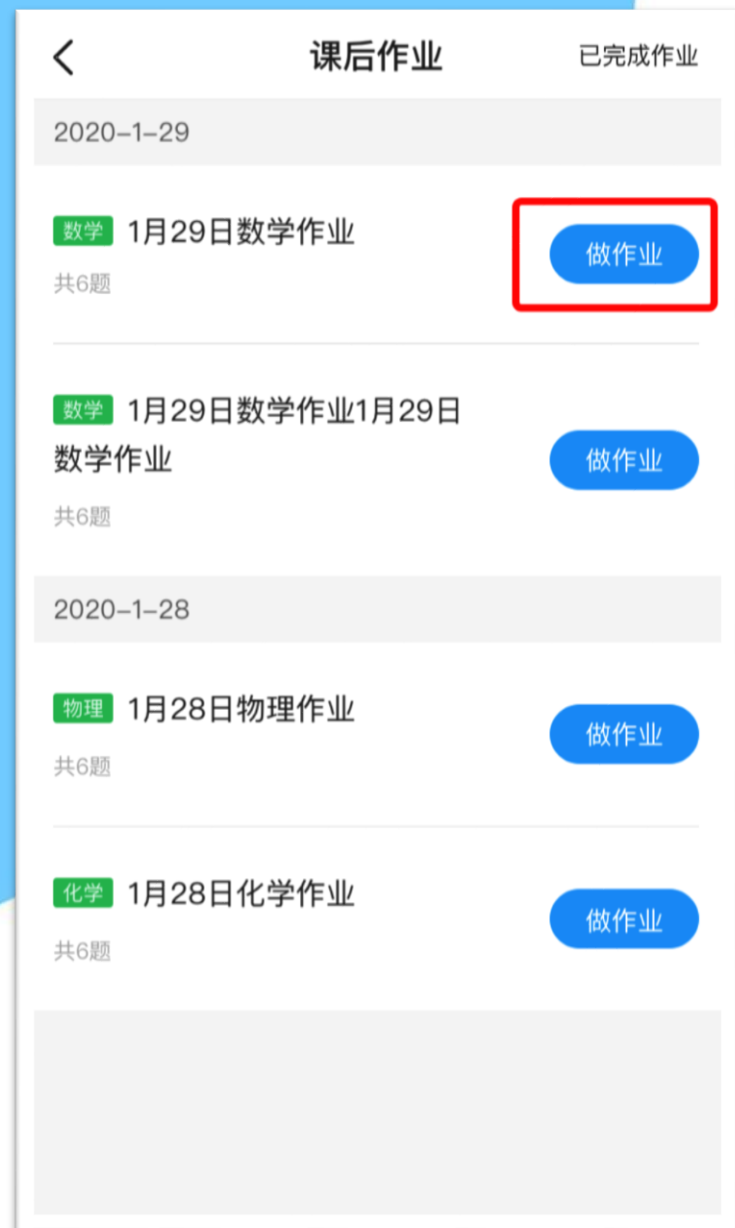 课后作业 已完成作业
2020-1-29
数学 1月29日数学作业
做作业
共6题
数学 1月29日数学作业1月29日
数学作业
做作业
共6题
2020-1-28
物理 1月28日物理作业
做作业
共6题
化学 1月28日化学作业
做作业
共6题